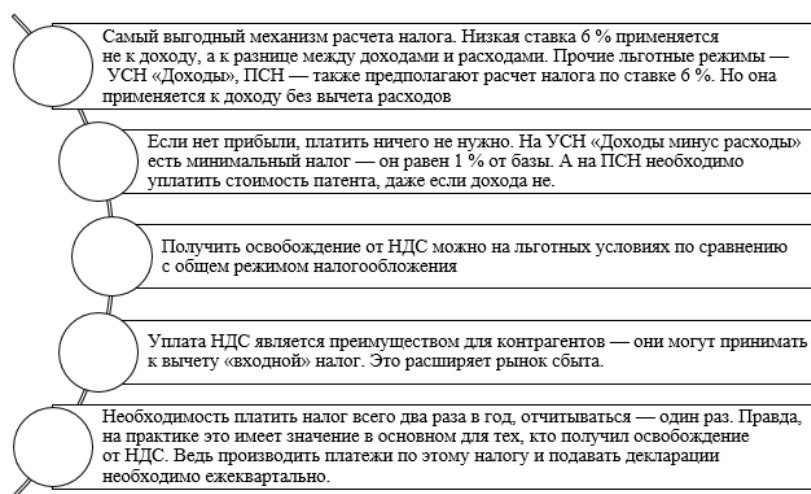 Самый выгодный механизм расчета налога. Низкая ставка 6 % применяется
не к доходу, а к разнице между доходами и расходами. Прочие льготные режимы —
УСН «Доходы», ПСН — также предполагают расчет налога по ставке 6 %. Но она
применяется к доходу без вычета расходов
Если нет прибыли, платить ничего не нужно. На УСН «Доходы минус расходы»
есть минимальный налог — он равен 1 % от базы. А на ПСН необходимо
уплатить стоимость патента, даже если дохода не.
Получить освобождение от НДС можно на льготных условиях по сравнению
с общем режимом налогообложения
Уплата НДС является преимуществом для контрагентов — они могут принимать
к вычету «входной» налог. Это расширяет рынок сбыта.
Необходимость платить налог всего два раза в год, отчитываться — один раз. Правда,
на практике это имеет значение в основном для тех, кто получил освобождение
от НДС. Ведь производить платежи по этому налогу и подавать декларации
необходимо ежеквартально.